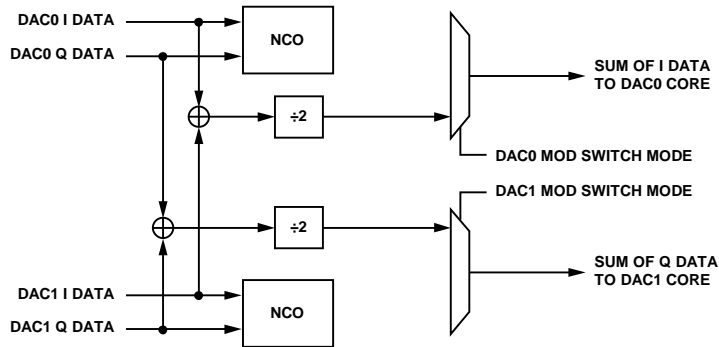 DAC0 I DATA
DAC0 Q DATA
NCO
SUM OF I DATA
TO DAC0 CORE
÷2
DAC0 MOD SWITCH MODE
DAC1 MOD SWITCH MODE
÷2
SUM OF Q DATA
TO DAC1 CORE
DAC1 I DATA
DAC1 Q DATA
NCO